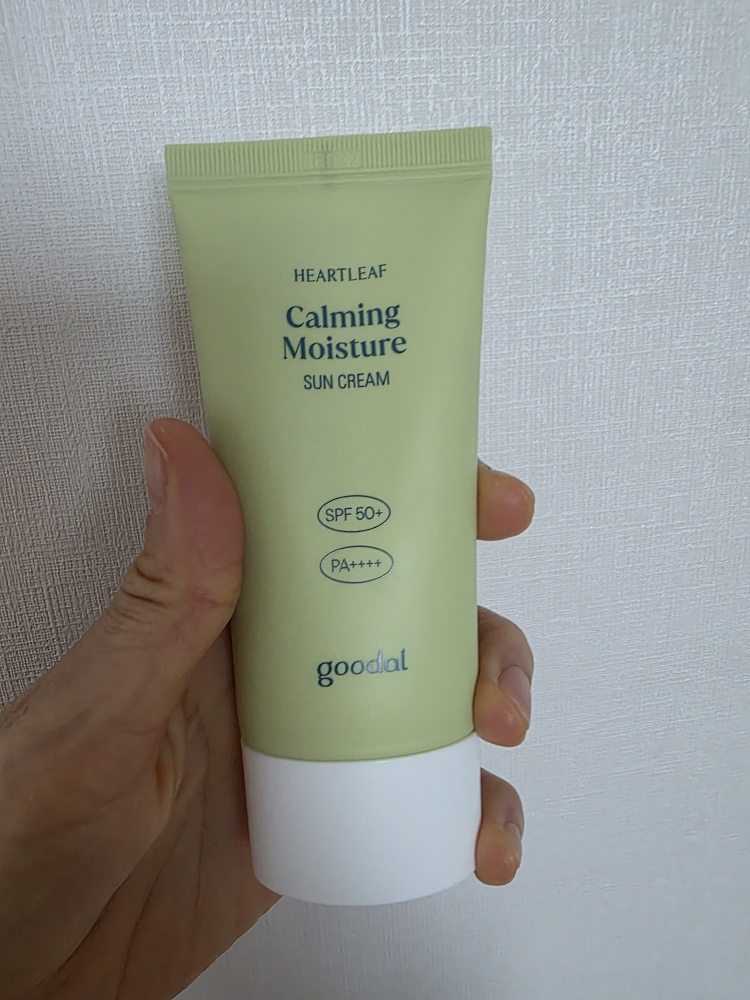 HEARTLEAF
Calming
Moisture
SUN CREAM
SPF 50+
PA++++
goodal